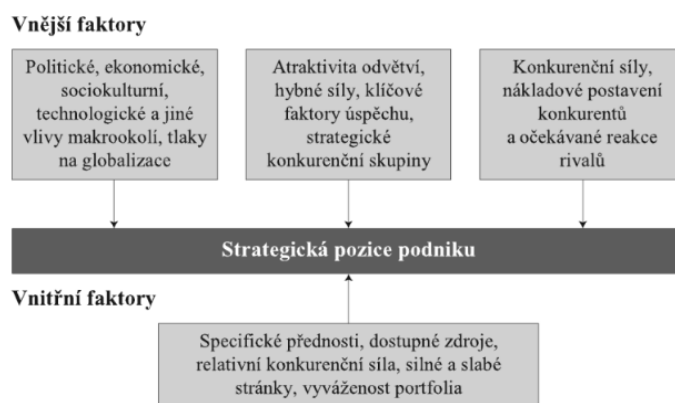 Vnější faktory
Politické, ekonomické,
sociokulturní,
technologické a jiné
vlivy makrookolí, tlaky
na globalizace
Atraktivita odvětví,
hybné síly, klíčové
faktory úspěchu,
strategické
konkurenční skupiny
Konkurenční síly,
nákladové postavení
konkurentů
a očekávané reakce
rivalů
Strategická pozice podniku
Vnitřní faktory
Specifické přednosti, dostupné zdroje,
relativní konkurenční síla, silné a slabé
stránky, vyváženost portfolia